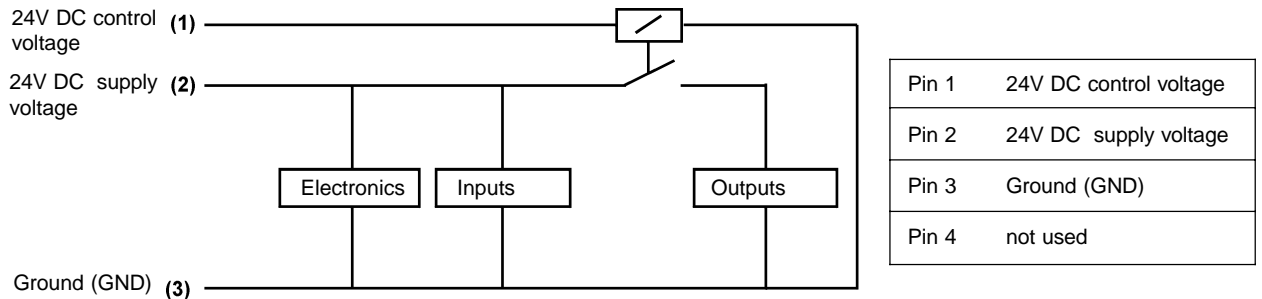 24V DC control (1)
voltage
24V DC supply (2)
voltage
Electronics
Inputs
Outputs
Ground (GND) (3)
Pin 1 24V DC control voltage
Pin 2 24V DC supply voltage
Pin 3 Ground (GND)
Pin 4 not used